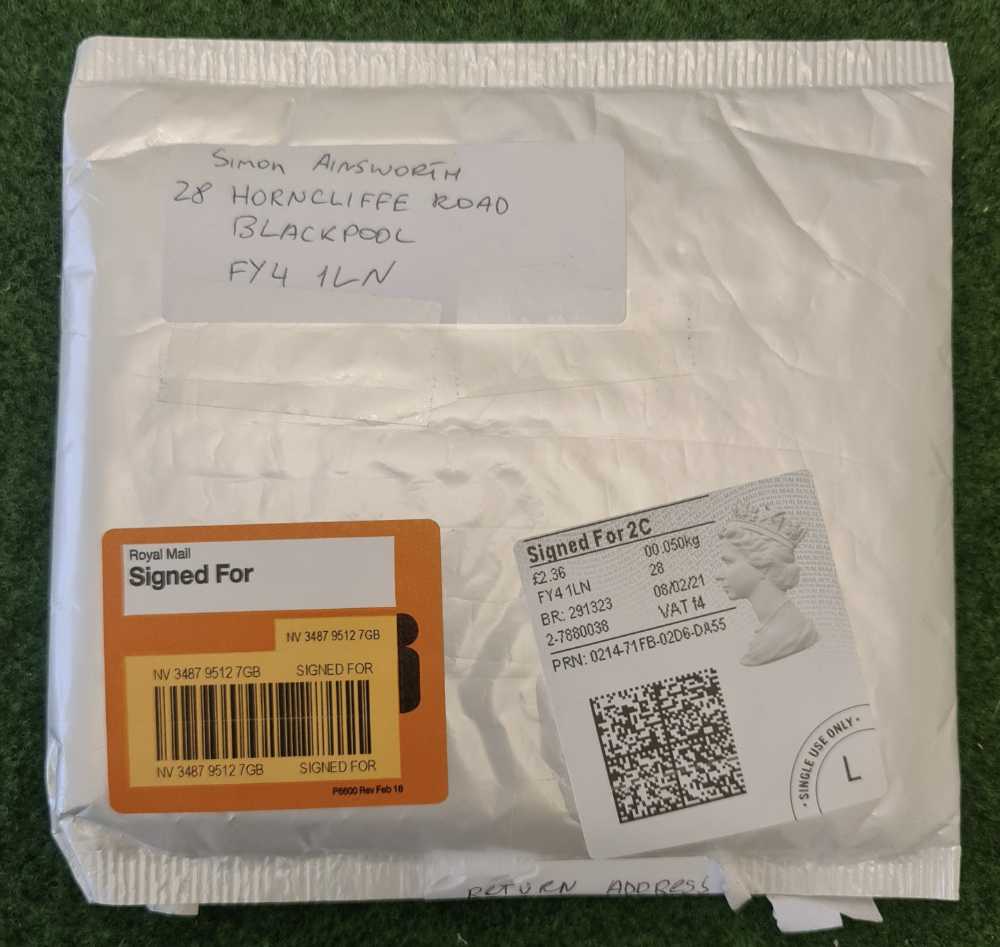 Simon Ainsworth
28 Horncliffe Road
Blackpool
FY4 1LN
Royal Mail
Signed For
NV 3487 9512 7GB
NV 3487 9512 7GB SIGNED FOR
NV 3487 9512 7GB SIGNED FOR
P6600 Rev Feb 18
Signed For 2C
£2.36 00.050kg
FY4 1LN 28
BR: 291323 08/02/21
2-7880038 VAT f4
PRN: 0214-71FB-02D6-DA55
• SINGLE USE ONLY •
L
RETURN ADDRESS